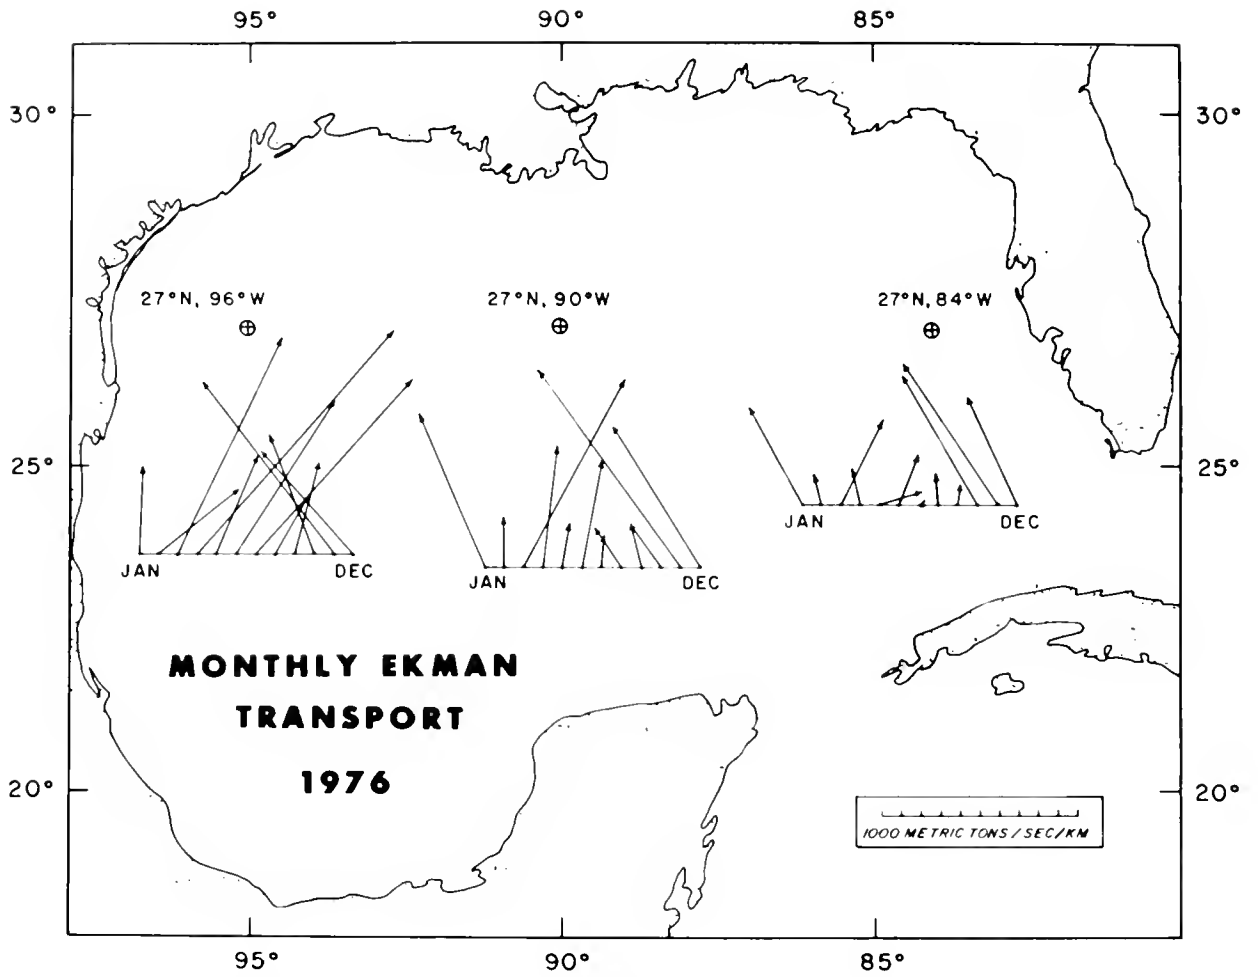 95° 90° 85°
30° 30°
27°N, 96°W 27°N, 90°W 27°N, 84°W
25° 25°
JAN DEC
JAN DEC
JAN DEC
MONTHLY EKMAN
TRANSPORT
1976
20° 20°
1000 METRIC TONS/SEC/KM
95° 90° 85°